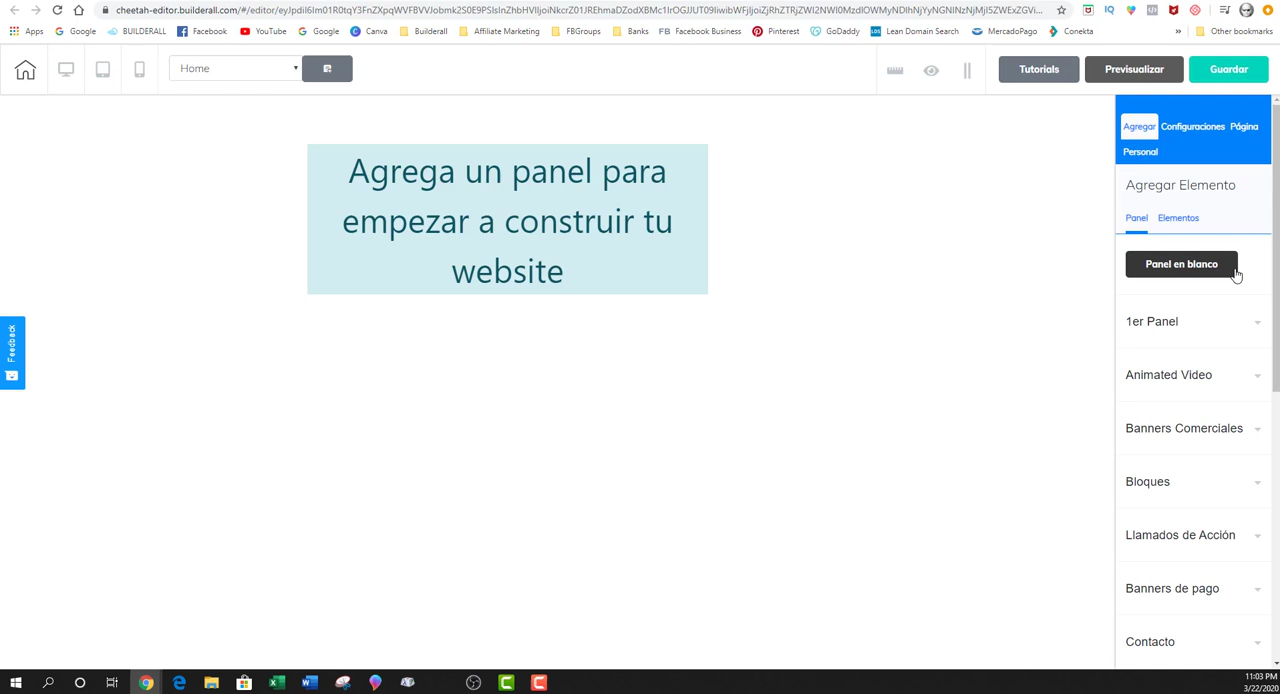 cheetah-editor.builderall.com/#/editor/
Apps Google BUILDERALL Facebook YouTube Google Canva Builderall Affiliate Marketing FBGroups Banks FB Facebook Business Pinterest GoDaddy LDS Lean Domain Search MercadoPago Conekta » Other bookmarks
Home Tutorials Previsualizar Guardar
Agregar Configuraciones Página
Personal
Agregar Elemento
Panel Elementos
Panel en blanco
Agrega un panel para
empezar a construir tu
website
Feedback
1er Panel
Animated Video
Banners Comerciales
Bloques
Llamados de Acción
Banners de pago
Contacto
11:03 PM
3/22/2020